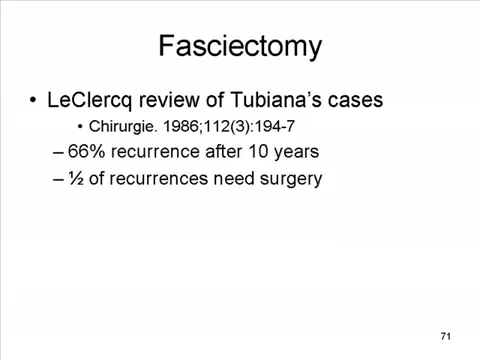 Fasciectomy
• LeClercq review of Tubiana's cases
• Chirurgie. 1986;112(3):194-7
– 66% recurrence after 10 years
– ½ of recurrences need surgery
71